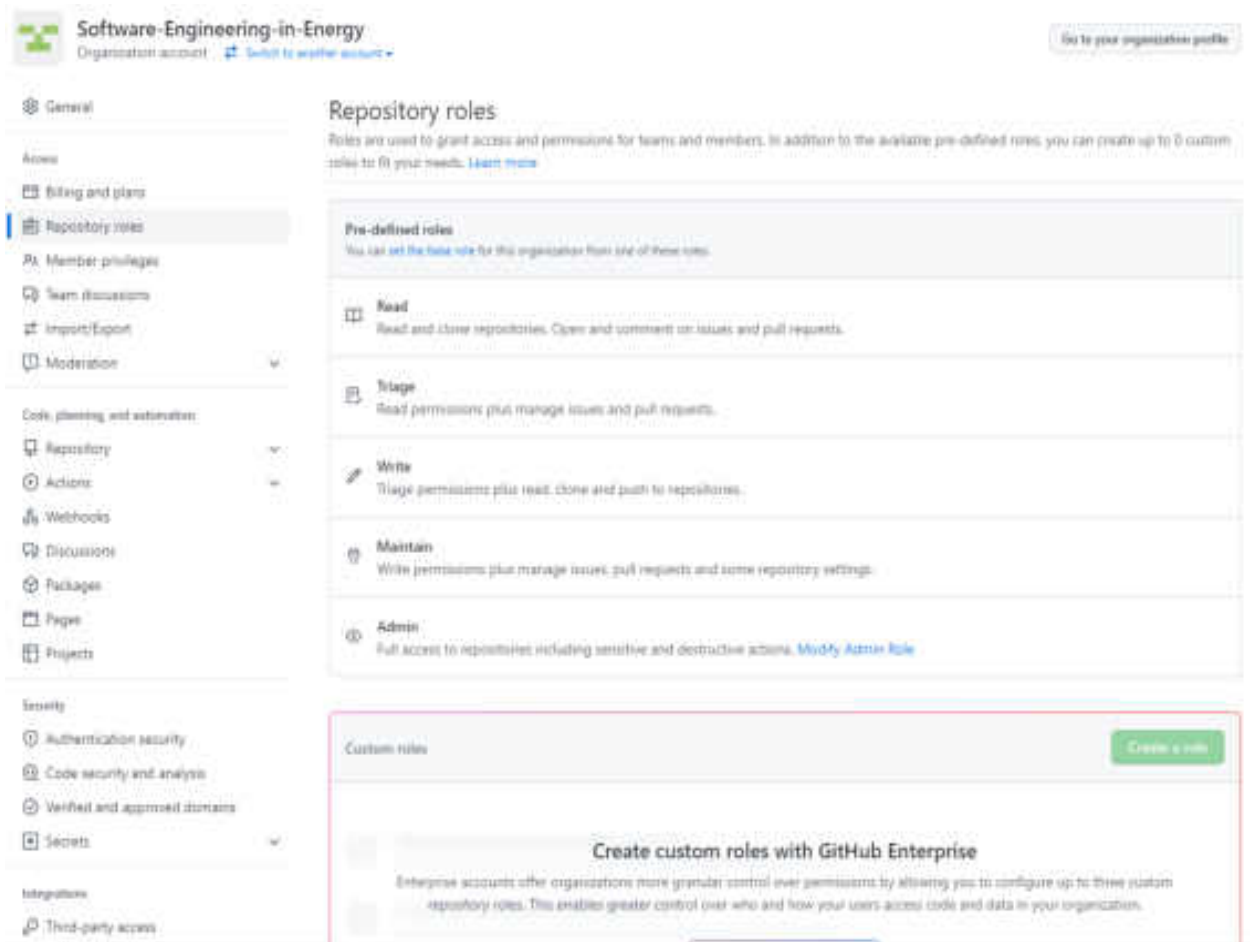 Software-Engineering-in-Energy
Organization account Switch to another account
Go to your organization profile
General
Access
Billing and plans
Repository roles
Member privileges
Team discussions
Import/Export
Moderation
Code, planning, and automation
Repository
Actions
Webhooks
Discussions
Packages
Pages
Projects
Security
Authentication security
Code security and analysis
Verified and approved domains
Secrets
Integrations
Third-party access
Repository roles
Roles are used to grant access and permissions for teams and members. In addition to the available pre-defined roles, you can create up to 0 custom
roles to fit your needs. Learn more
Pre-defined roles
You can set the base role for this organization from one of these roles.
Read
Read and clone repositories. Open and comment on issues and pull requests.
Triage
Read permissions plus manage issues and pull requests.
Write
Triage permissions plus read, clone and push to repositories.
Maintain
Write permissions plus manage issues, pull requests and some repository settings.
Admin
Full access to repositories including sensitive and destructive actions. Modify Admin Role
Custom roles
Create a role
Create custom roles with GitHub Enterprise
Enterprise accounts offer organizations more granular control over permissions by allowing you to configure up to three custom
repository roles. This enables greater control over who and how your users access code and data in your organization.